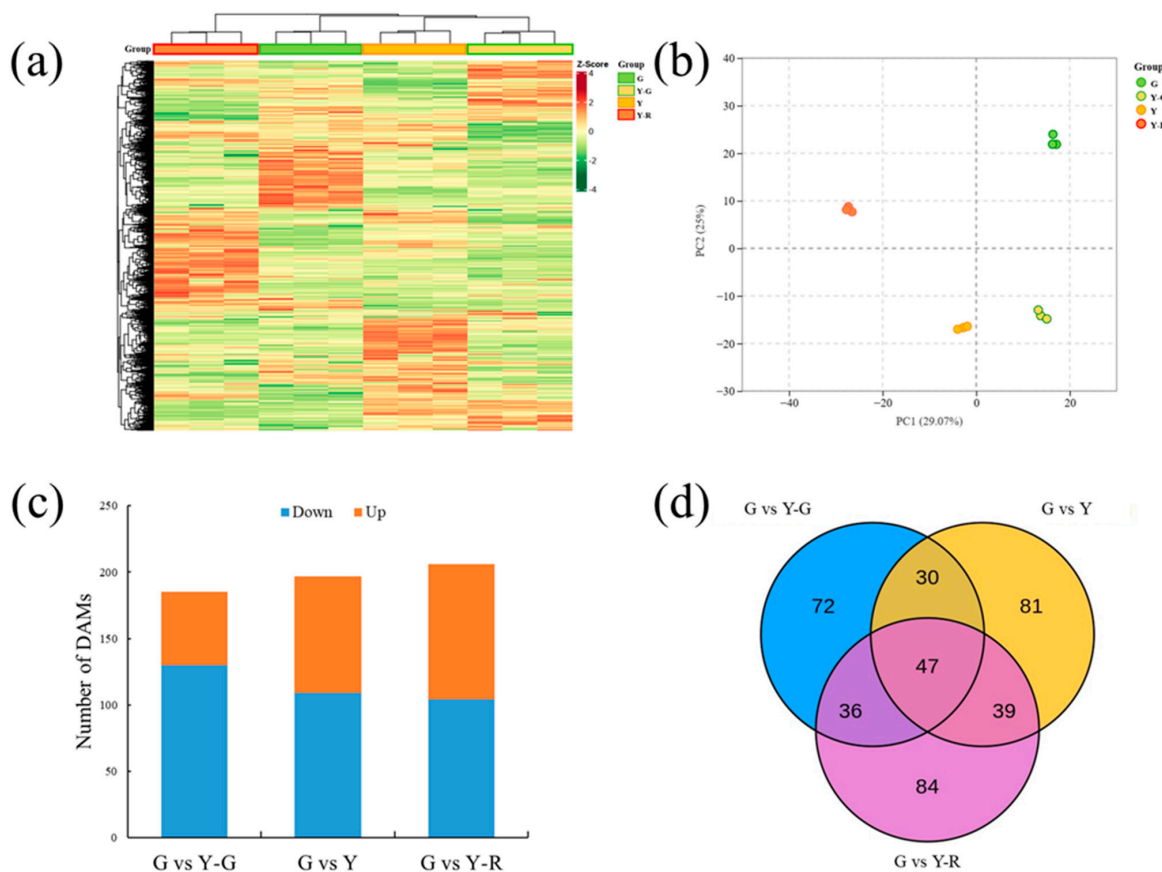 (a)
Group
Z-Score
4
2
0
-2
-4
Group
G
Y-G
Y
Y-R
(b)
40
30
20
10
0
−10
−20
−30
−40
−20
0
20
PC2 (25%)
PC1 (29.07%)
Group
G
Y-G
Y
(c)
250
200
150
100
50
0
Number of DAMs
Down
Up
G vs Y-G
G vs Y
G vs Y-R
(d)
G vs Y-G
G vs Y
30
72
81
47
36
39
84
G vs Y-R